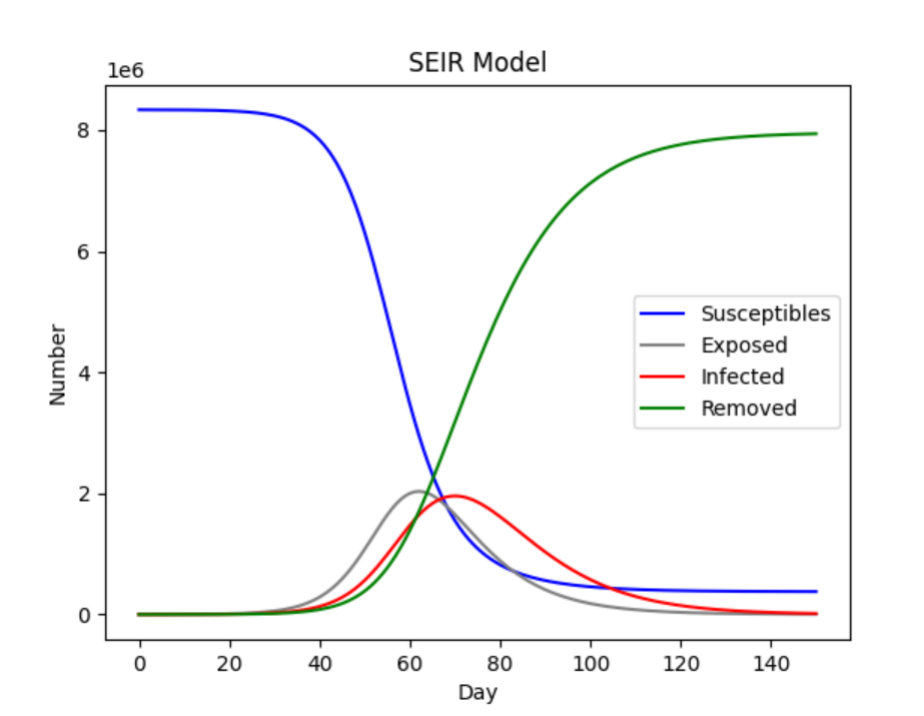 SEIR Model
1e6
8
6
4
2
0
Number
0 20 40 60 80 100 120 140
Day
Susceptibles
Exposed
Infected
Removed